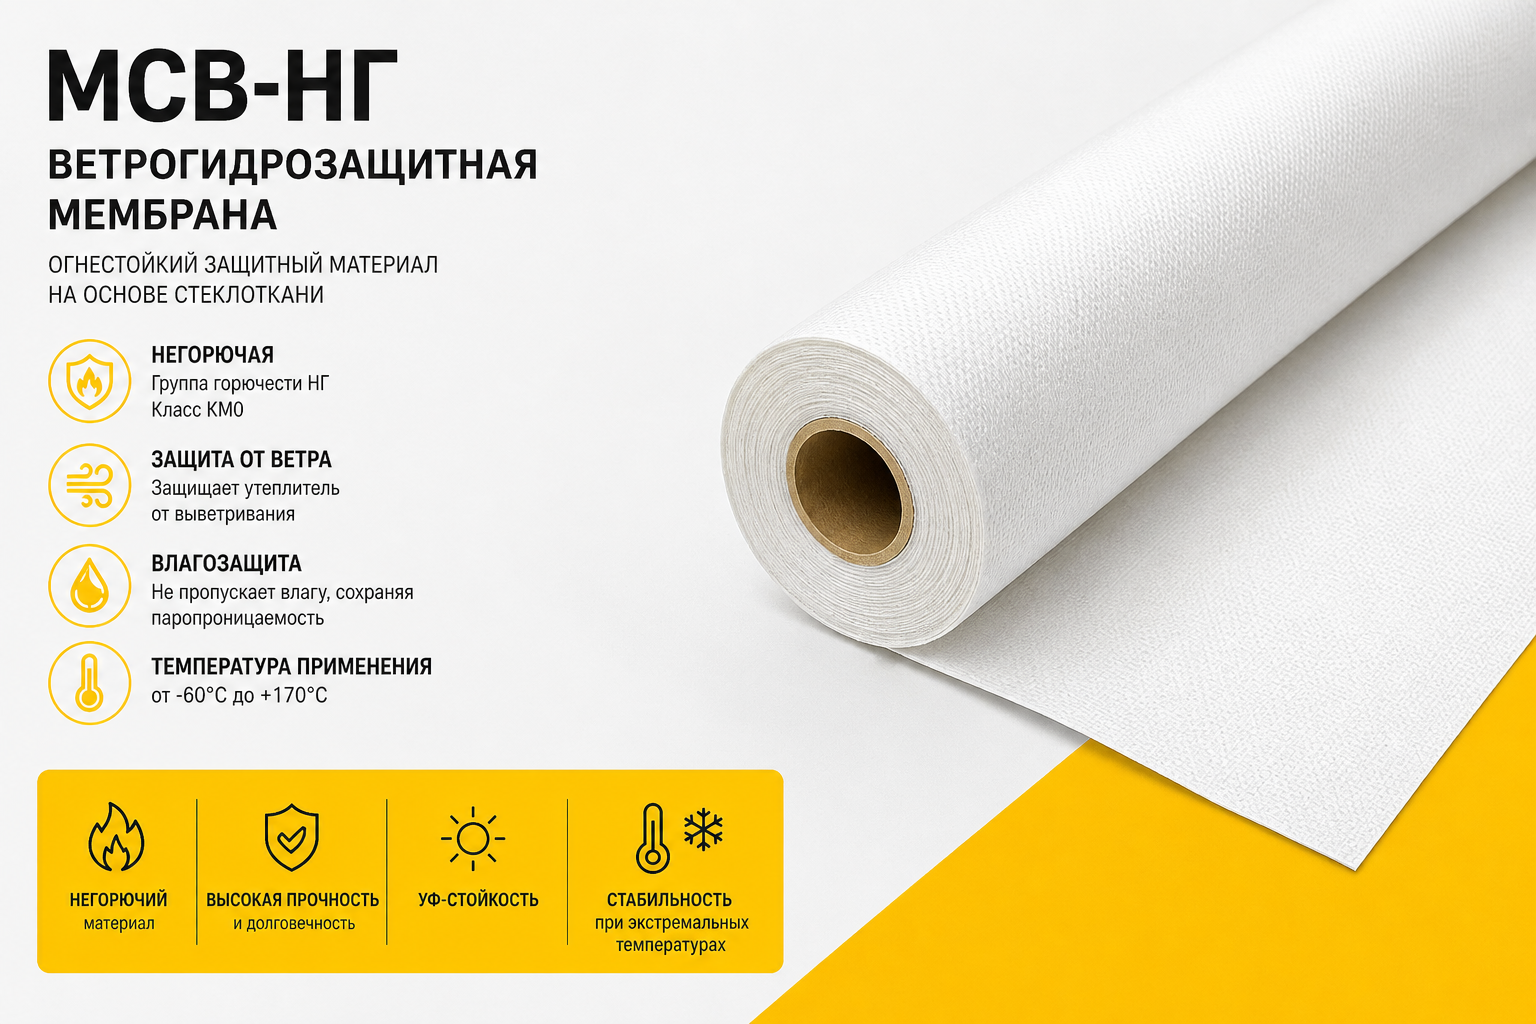 МСВ-НГ
ВЕТРОГИДРОЗАЩИТНАЯ
МЕМБРАНА
ОГНЕСТОЙКИЙ ЗАЩИТНЫЙ МАТЕРИАЛ
НА ОСНОВЕ СТЕКЛОТКАНИ
НЕГОРЮЧАЯ
Группа горючести НГ
Класс КМ0
ЗАЩИТА ОТ ВЕТРА
Защищает утеплитель
от выветривания
ВЛАГОЗАЩИТА
Не пропускает влагу, сохраняя
паропроницаемость
ТЕМПЕРАТУРА ПРИМЕНЕНИЯ
от -60°С до +170°С
НЕГОРЮЧИЙ
материал
ВЫСОКАЯ ПРОЧНОСТЬ
и долговечность
УФ-СТОЙКОСТЬ
СТАБИЛЬНОСТЬ
при экстремальных
температурах